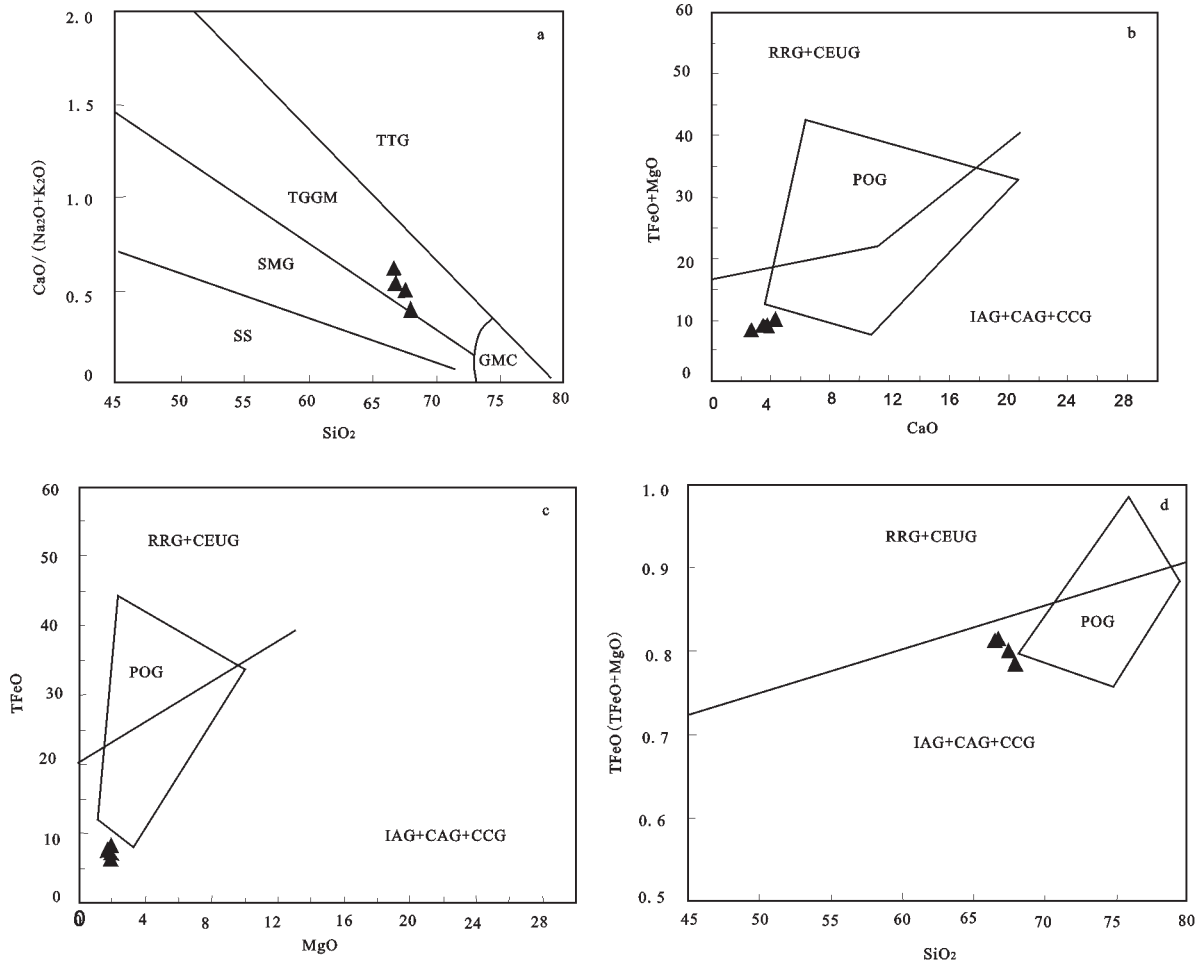 a
2. 0
1. 5
1. 0
0. 5
0
CaO/(Na₂O+K₂O)
TTG
TGGM
SMG
SS
GMC
45 50 55 60 65 70 75 80
SiO₂
b
60
50
40
30
20
10
0
TFeO+MgO
RRG+CEUG
POG
IAG+CAG+CCG
0 4 8 12 16 20 24 28
CaO
c
60
50
40
30
20
10
0
TFeO
RRG+CEUG
POG
IAG+CAG+CCG
0 4 8 12 16 20 24 28
MgO
d
1. 0
0. 9
0. 8
0. 7
0. 6
0. 5
TFeO(TFeO+MgO)
RRG+CEUG
POG
IAG+CAG+CCG
45 50 55 60 65 70 75 80
SiO₂